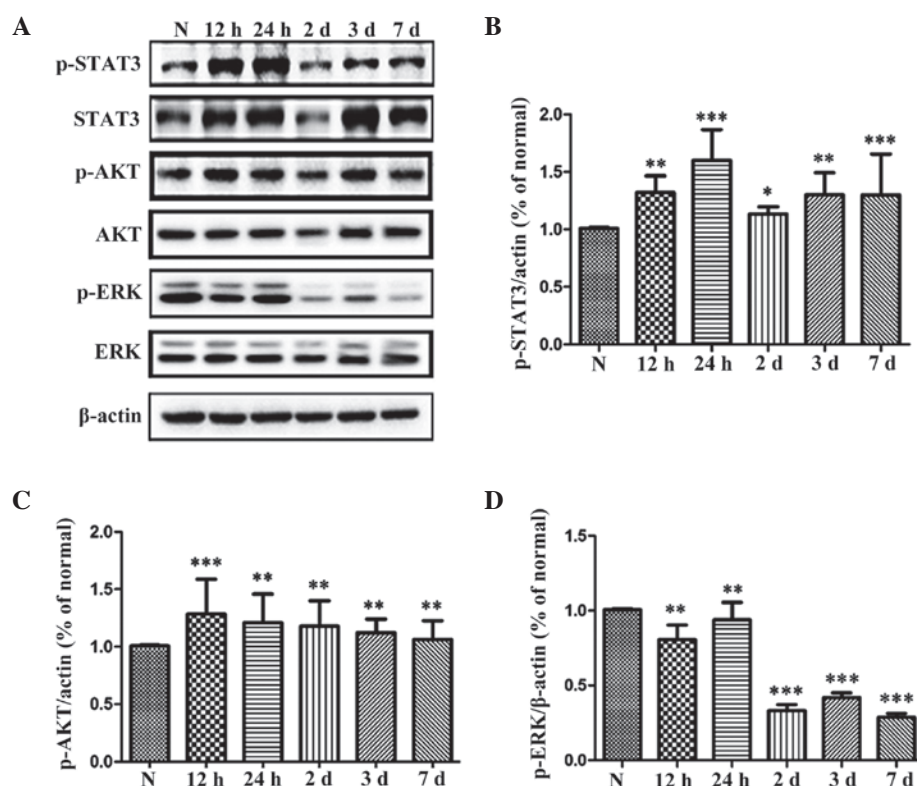 A
N 12 h 24 h 2 d 3 d 7 d
p-STAT3
STAT3
p-AKT
AKT
p-ERK
ERK
β-actin
B
p-STAT3/actin (% of normal)
2.0
1.5
1.0
0.5
0.0
** *** * ** ***
N 12 h 24 h 2 d 3 d 7 d
C
p-AKT/actin (% of normal)
2.0
1.5
1.0
0.5
0.0
*** ** ** ** **
N 12 h 24 h 2 d 3 d 7 d
D
p-ERK/β-actin (% of normal)
1.5
1.0
0.5
0.0
** ** *** *** ***
N 12 h 24 h 2 d 3 d 7 d